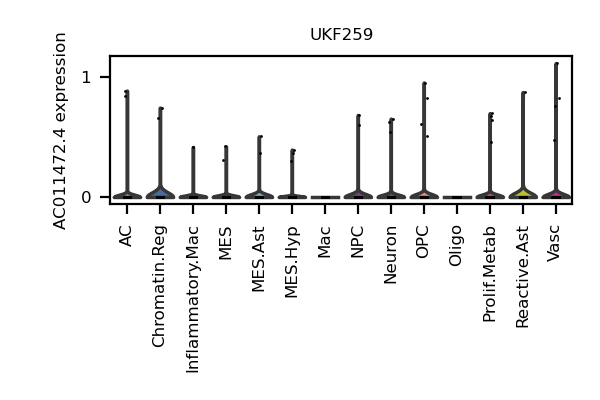 UKF259
AC011472.4 expression
1
0
AC
Chromatin.Reg
Inflammatory.Mac
MES
MES.Ast
MES.Hyp
Mac
NPC
Neuron
OPC
Oligo
Prolif.Metab
Reactive.Ast
Vasc